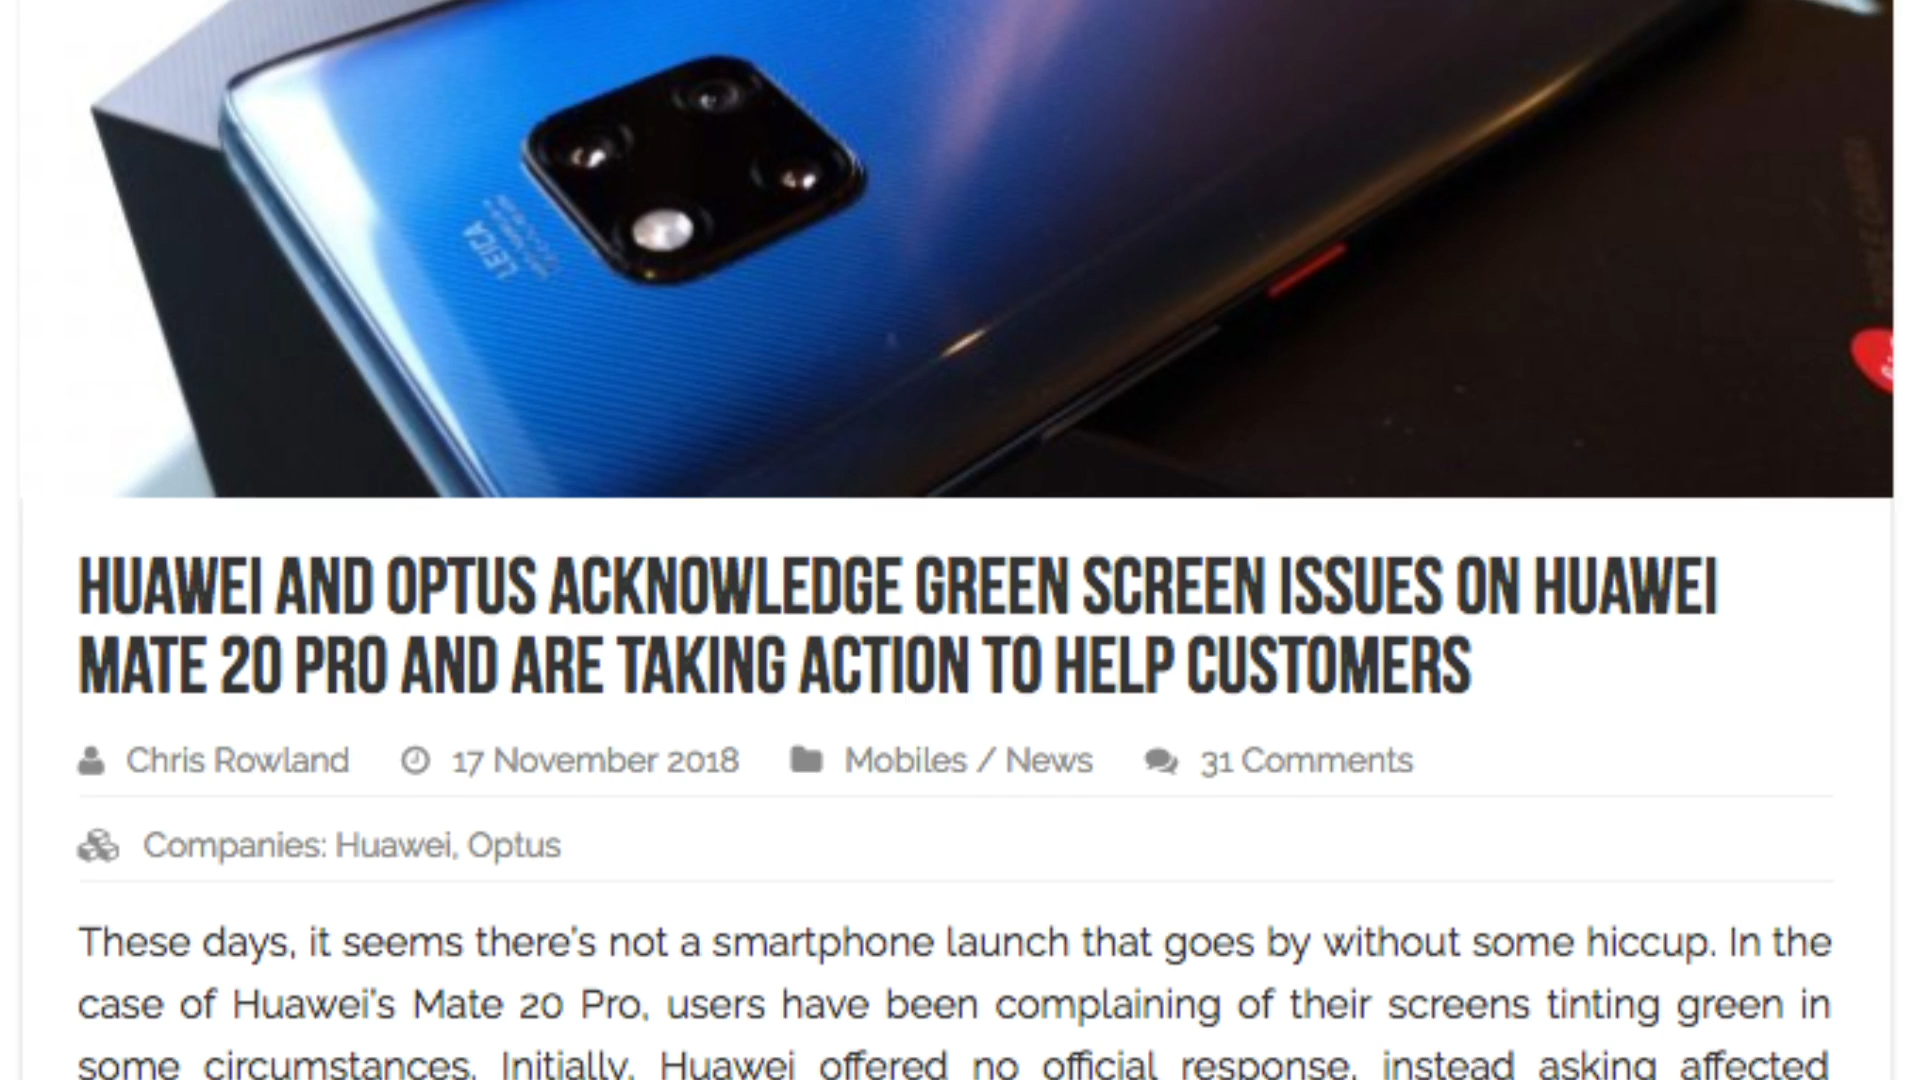 LEICA
HUAWEI AND OPTUS ACKNOWLEDGE GREEN SCREEN ISSUES ON HUAWEI
MATE 20 PRO AND ARE TAKING ACTION TO HELP CUSTOMERS
Chris Rowland 17 November 2018 Mobiles / News 31 Comments
Companies: Huawei, Optus
These days, it seems there's not a smartphone launch that goes by without some hiccup. In the
case of Huawei's Mate 20 Pro, users have been complaining of their screens tinting green in
some circumstances. Initially, Huawei offered no official response, instead asking affected